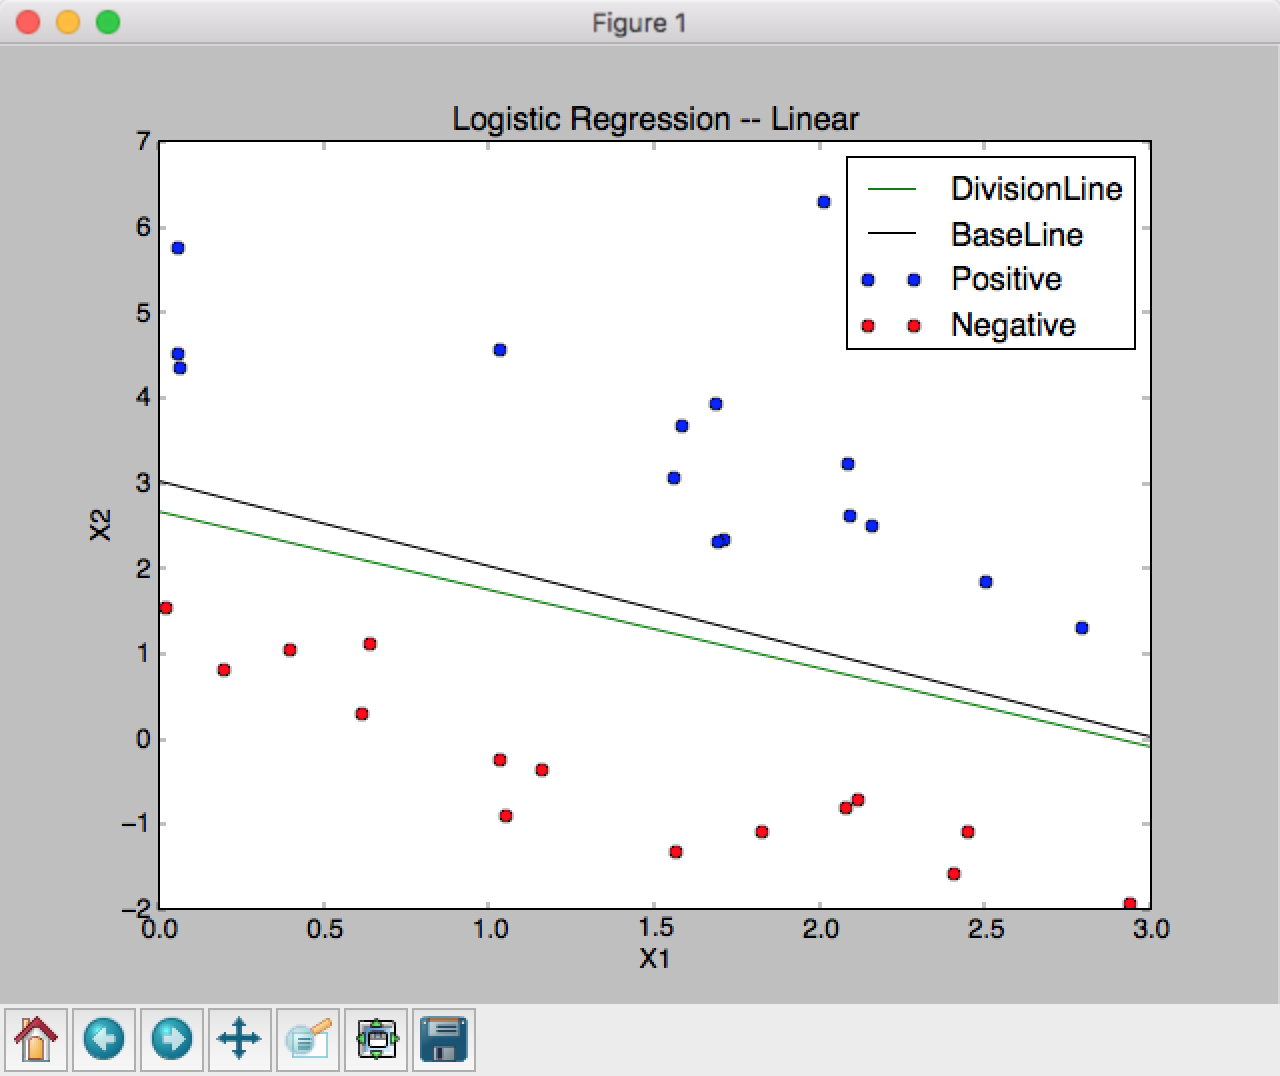 Figure 1
Logistic Regression -- Linear
DivisionLine
BaseLine
Positive
Negative
7
6
5
4
3
2
1
0
−1
−2
X2
0.0 0.5 1.0 1.5 2.0 2.5 3.0
X1